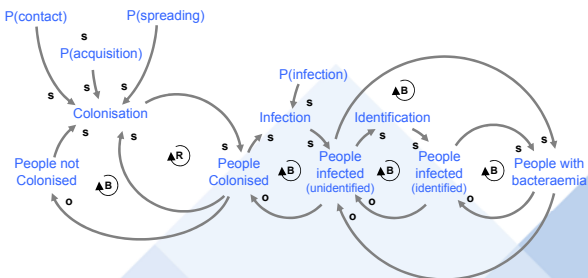 P(contact)
P(spreading)
s
P(acquisition)
s
s
s
Colonisation
P(infection)
s
Infection
Identification
B
s
s
s
s
s
s
s
s
s
s
People not
Colonised
B
R
People
Colonised
B
People
infected
(unidentified)
B
People
infected
(identified)
B
People with
bacteraemia
o
o
o
o
o